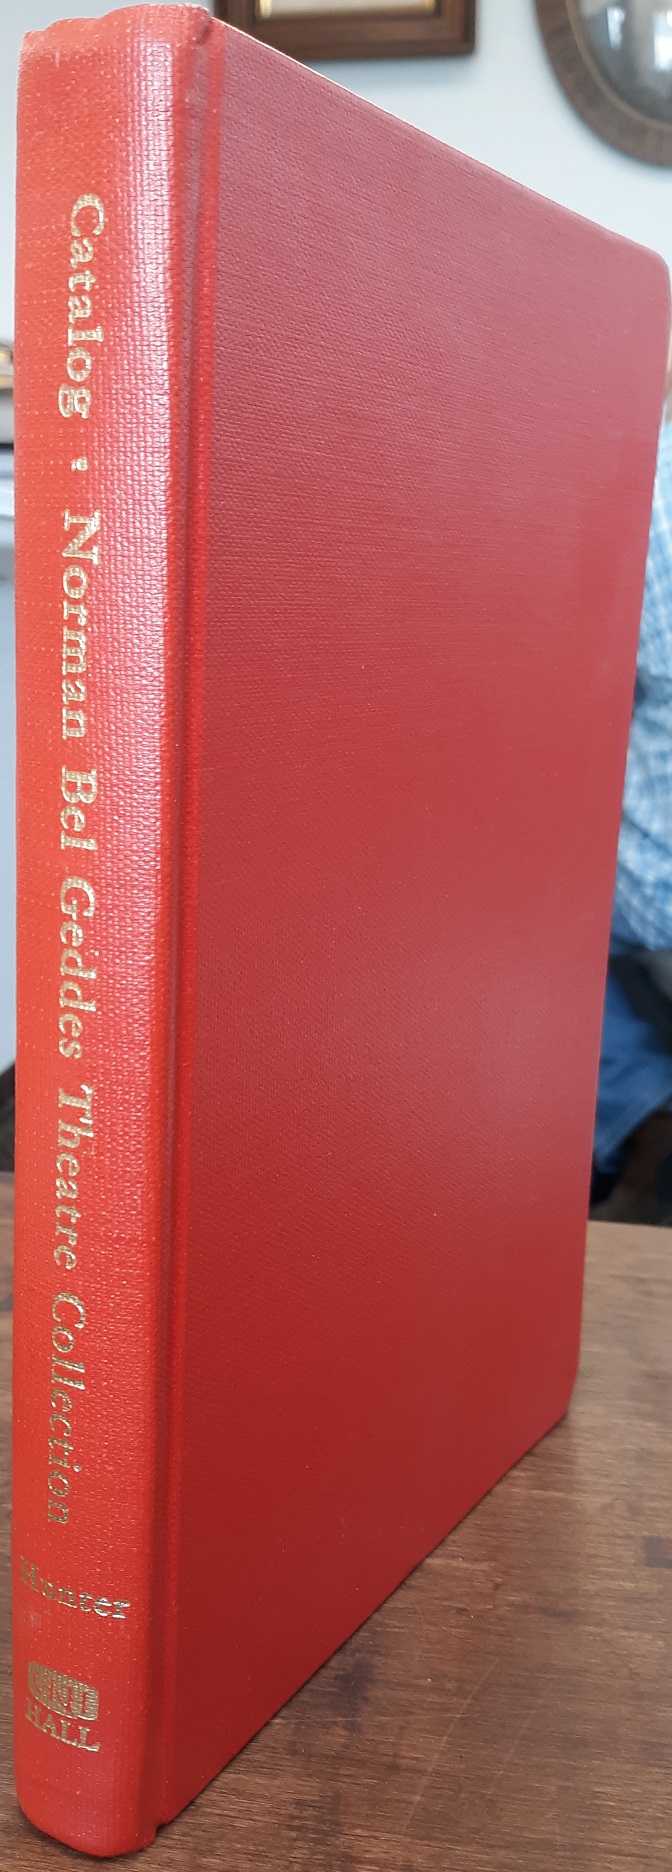 Catalog · Norman Bel Geddes Theatre Collection
Hunter
HALL